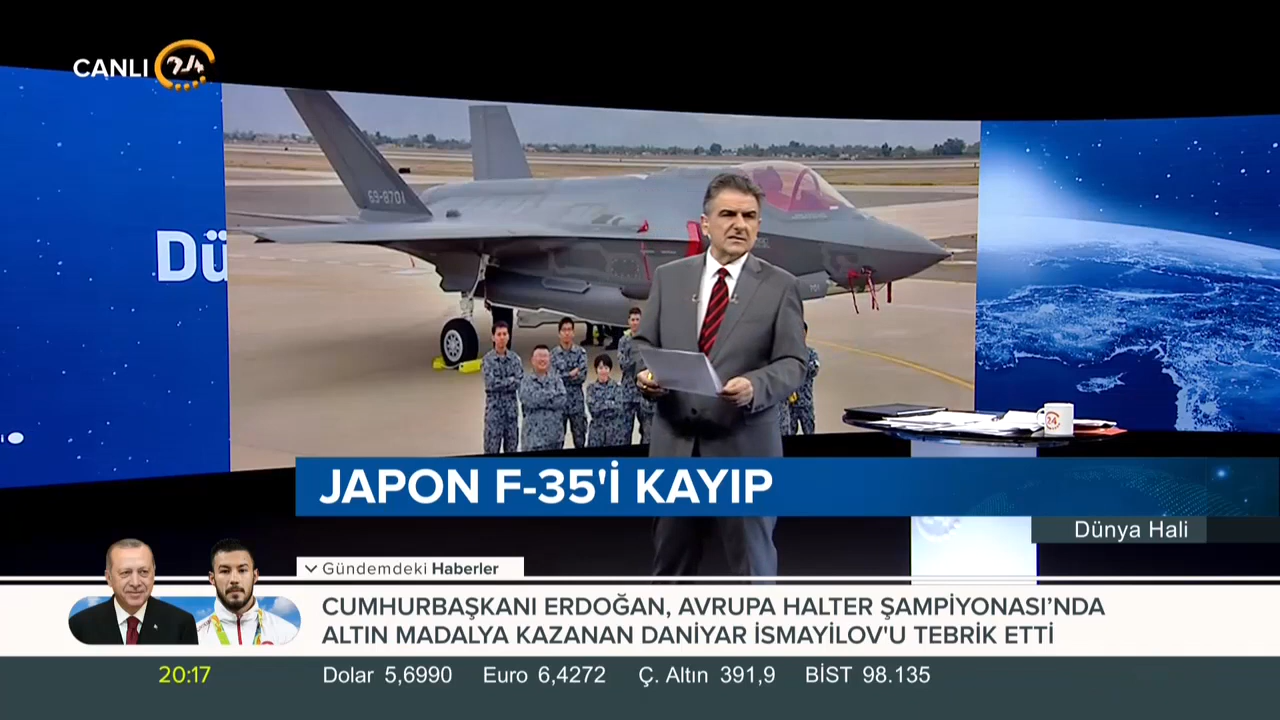 CANLI 24
Dü
69-8701
701
24
JAPON F-35'İ KAYIP
Dünya Hali
Gündemdeki Haberler
CUMHURBAŞKANI ERDOĞAN, AVRUPA HALTER ŞAMPİYONASI’NDA
ALTIN MADALYA KAZANAN DANİYAR İSMAYİLOV'U TEBRİK ETTİ
20:17 Dolar 5,6990 Euro 6,4272 Ç. Altın 391,9 BİST 98.135